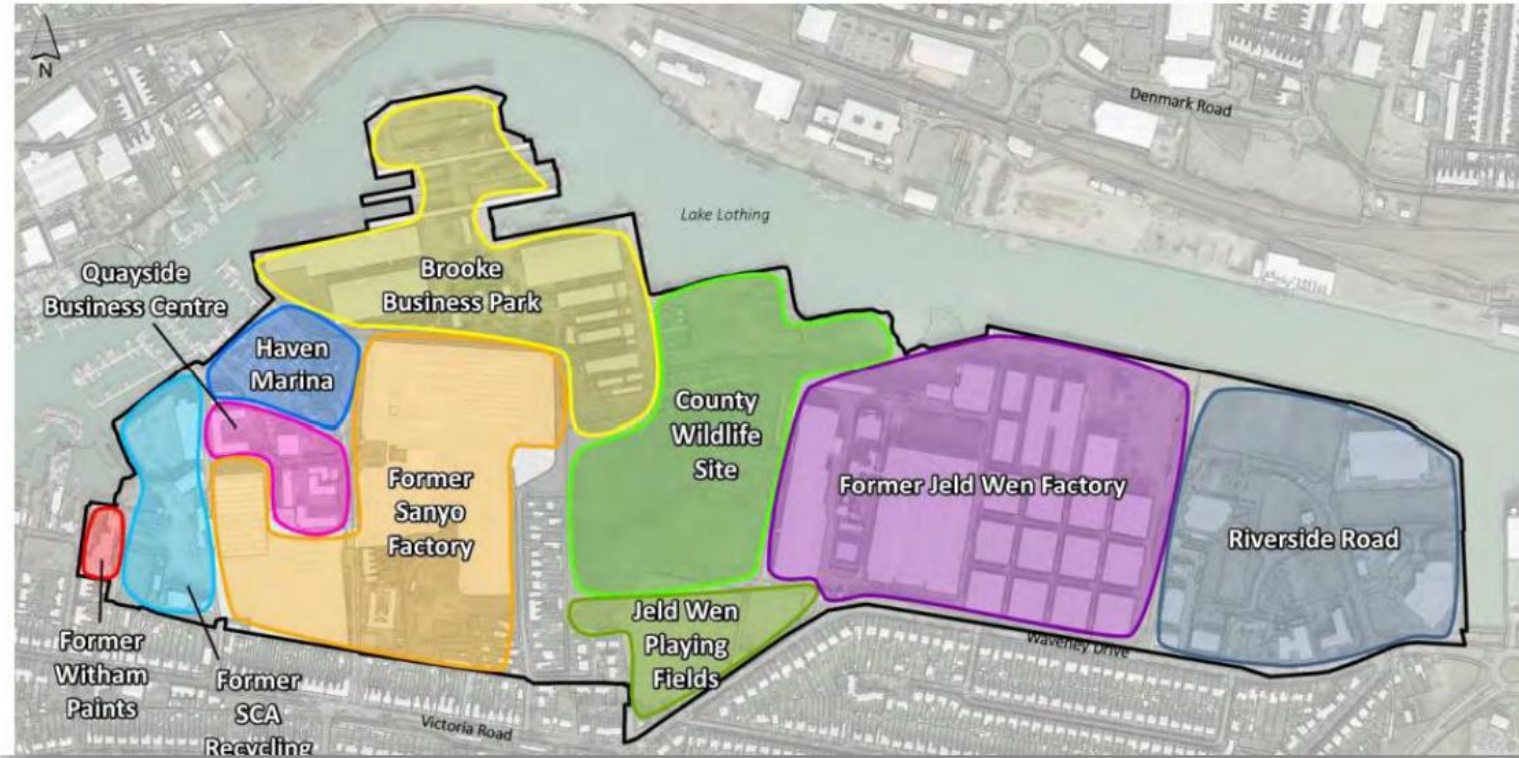 N
Denmark Road
Lake Lothing
Quayside
Business Centre
Brooke
Business Park
Haven
Marina
County
Wildlife
Site
Former
Sanyo
Factory
Former Jeld Wen Factory
Riverside Road
Jeld Wen
Playing
Fields
Waveney Drive
Former
Witham
Paints
Former
SCA
Recycling
Victoria Road